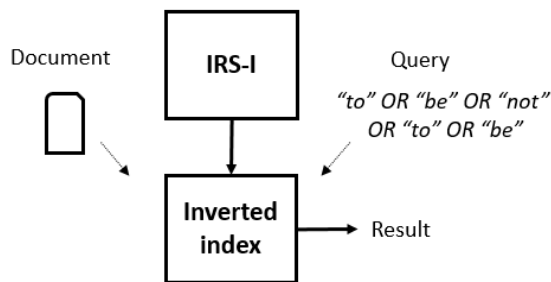 Document
IRS-I
Query
“to” OR “be” OR “not”
OR “to” OR “be”
Inverted
index
Result